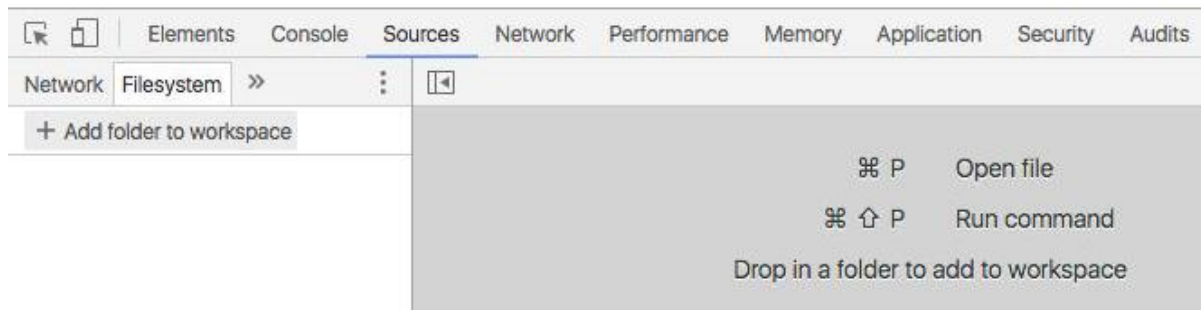 Elements Console Sources Network Performance Memory Application Security Audits
Network Filesystem »
+ Add folder to workspace
⌘ P Open file
⌘ ⇧ P Run command
Drop in a folder to add to workspace